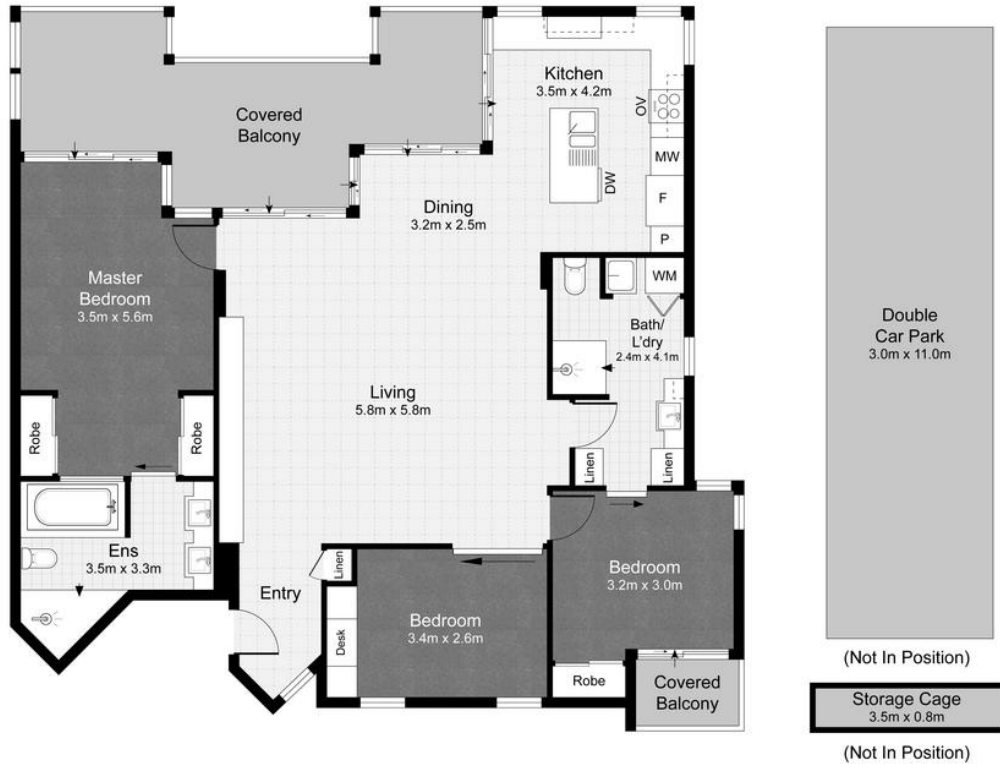 Covered
Balcony
Kitchen
3.5m x 4.2m
OV
MW
F
P
DW
Dining
3.2m x 2.5m
Master
Bedroom
3.5m x 5.6m
Robe
Robe
Living
5.8m x 5.8m
WM
Bath/
L'dry
2.4m x 4.1m
Linen
Linen
Ens
3.5m x 3.3m
Entry
Linen
Desk
Bedroom
3.4m x 2.6m
Bedroom
3.2m x 3.0m
Robe
Covered
Balcony
Double
Car Park
3.0m x 11.0m
(Not In Position)
Storage Cage
3.5m x 0.8m
(Not In Position)